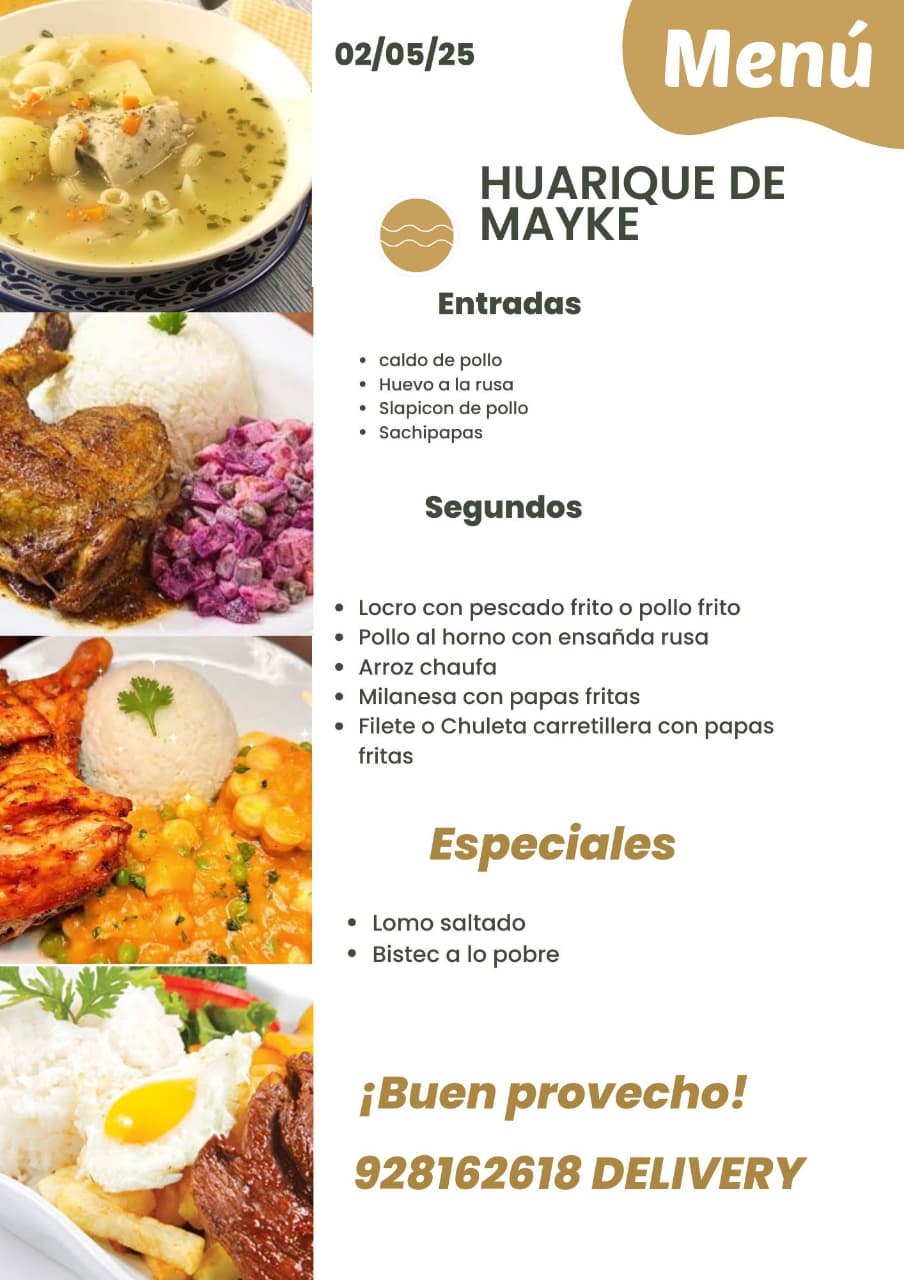 02/05/25
Menú
HUARIQUE DE
MAYKE
Entradas
• caldo de pollo
• Huevo a la rusa
• Slapicon de pollo
• Sachipapas
Segundos
• Locro con pescado frito o pollo frito
• Pollo al horno con ensañda rusa
• Arroz chaufa
• Milanesa con papas fritas
• Filete o Chuleta carretillera con papas
fritas
Especiales
• Lomo saltado
• Bistec a lo pobre
¡Buen provecho!
928162618 DELIVERY